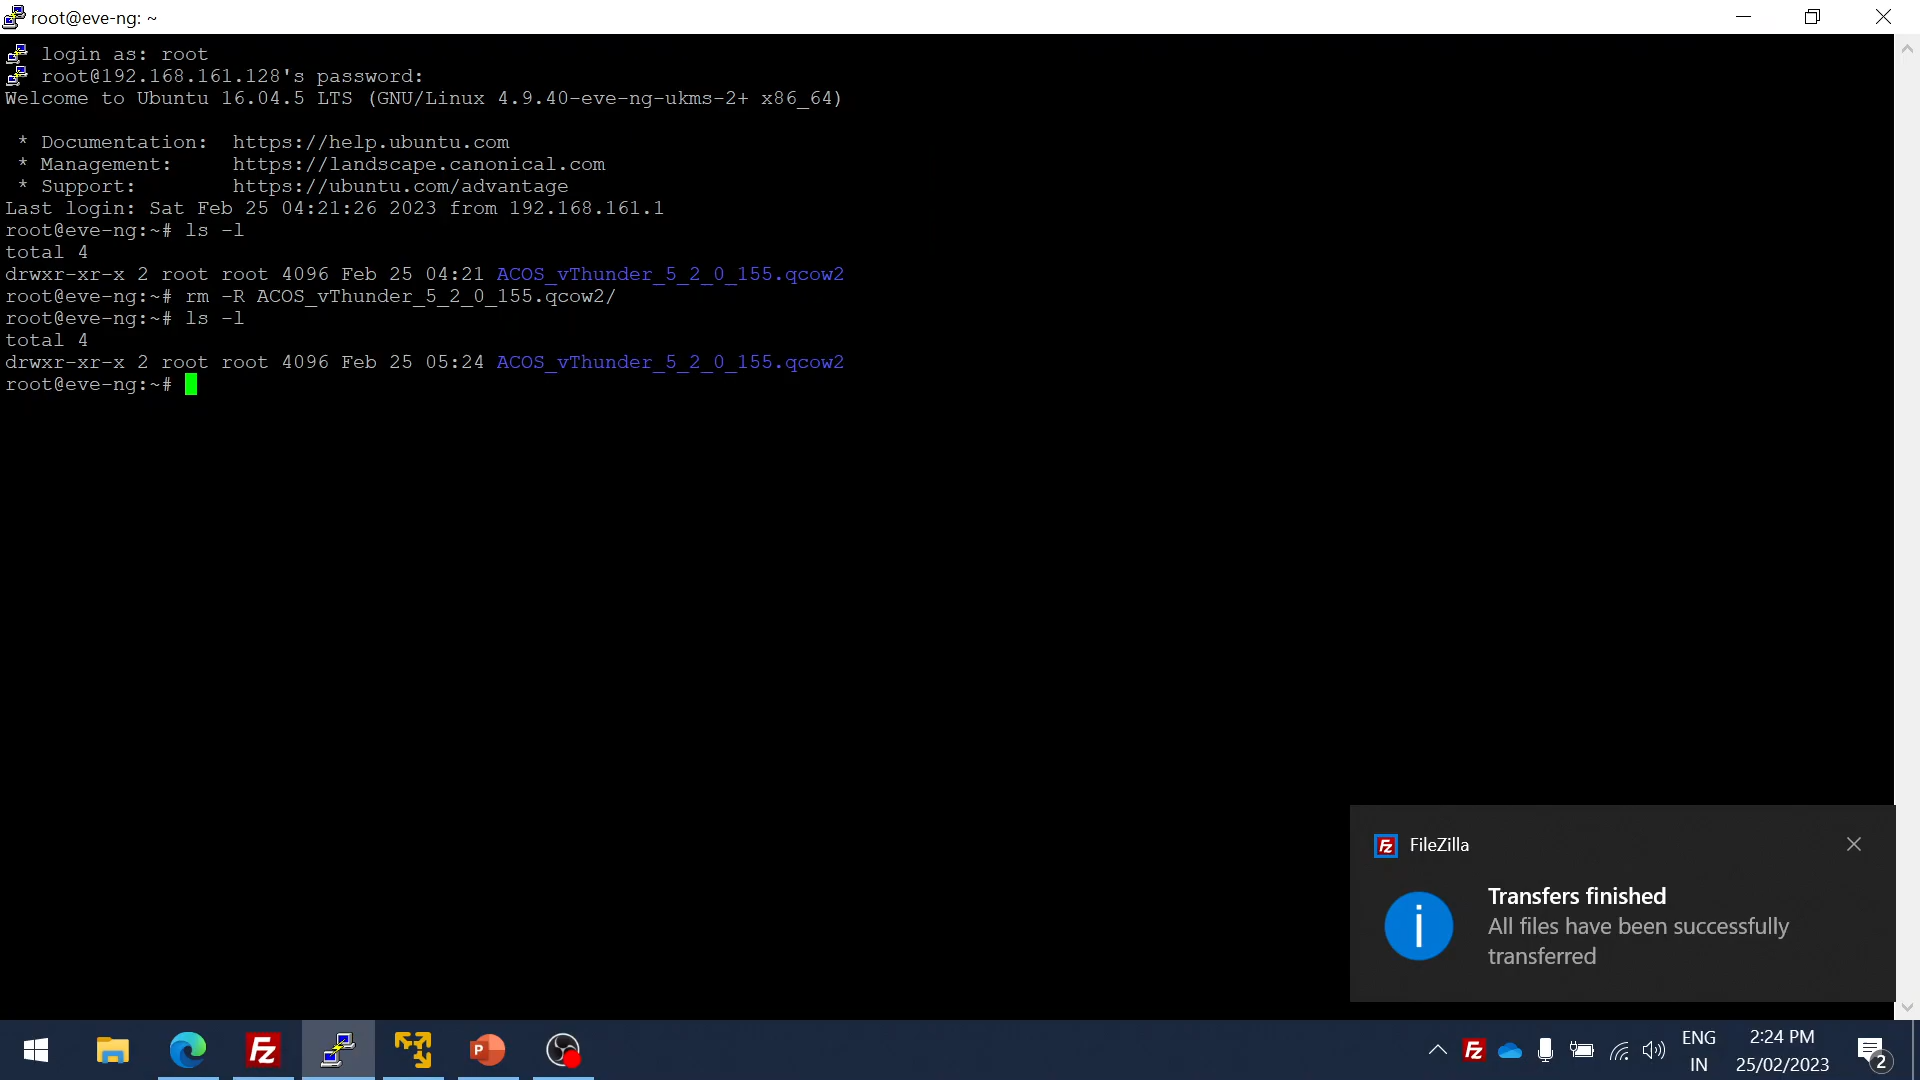 root@eve-ng: ~
login as: root
root@192.168.161.128's password:
Welcome to Ubuntu 16.04.5 LTS (GNU/Linux 4.9.40-eve-ng-ukms-2+ x86_64)
* Documentation:  https://help.ubuntu.com
* Management:     https://landscape.canonical.com
* Support:        https://ubuntu.com/advantage
Last login: Sat Feb 25 04:21:26 2023 from 192.168.161.1
root@eve-ng:~# ls -l
total 4
drwxr-xr-x 2 root root 4096 Feb 25 04:21 ACOS_vThunder_5_2_0_155.qcow2
root@eve-ng:~# rm -R ACOS_vThunder_5_2_0_155.qcow2/
root@eve-ng:~# ls -l
total 4
drwxr-xr-x 2 root root 4096 Feb 25 05:24 ACOS_vThunder_5_2_0_155.qcow2
root@eve-ng:~#
FileZilla
Transfers finished
All files have been successfully
transferred
ENG
IN
2:24 PM
25/02/2023
2